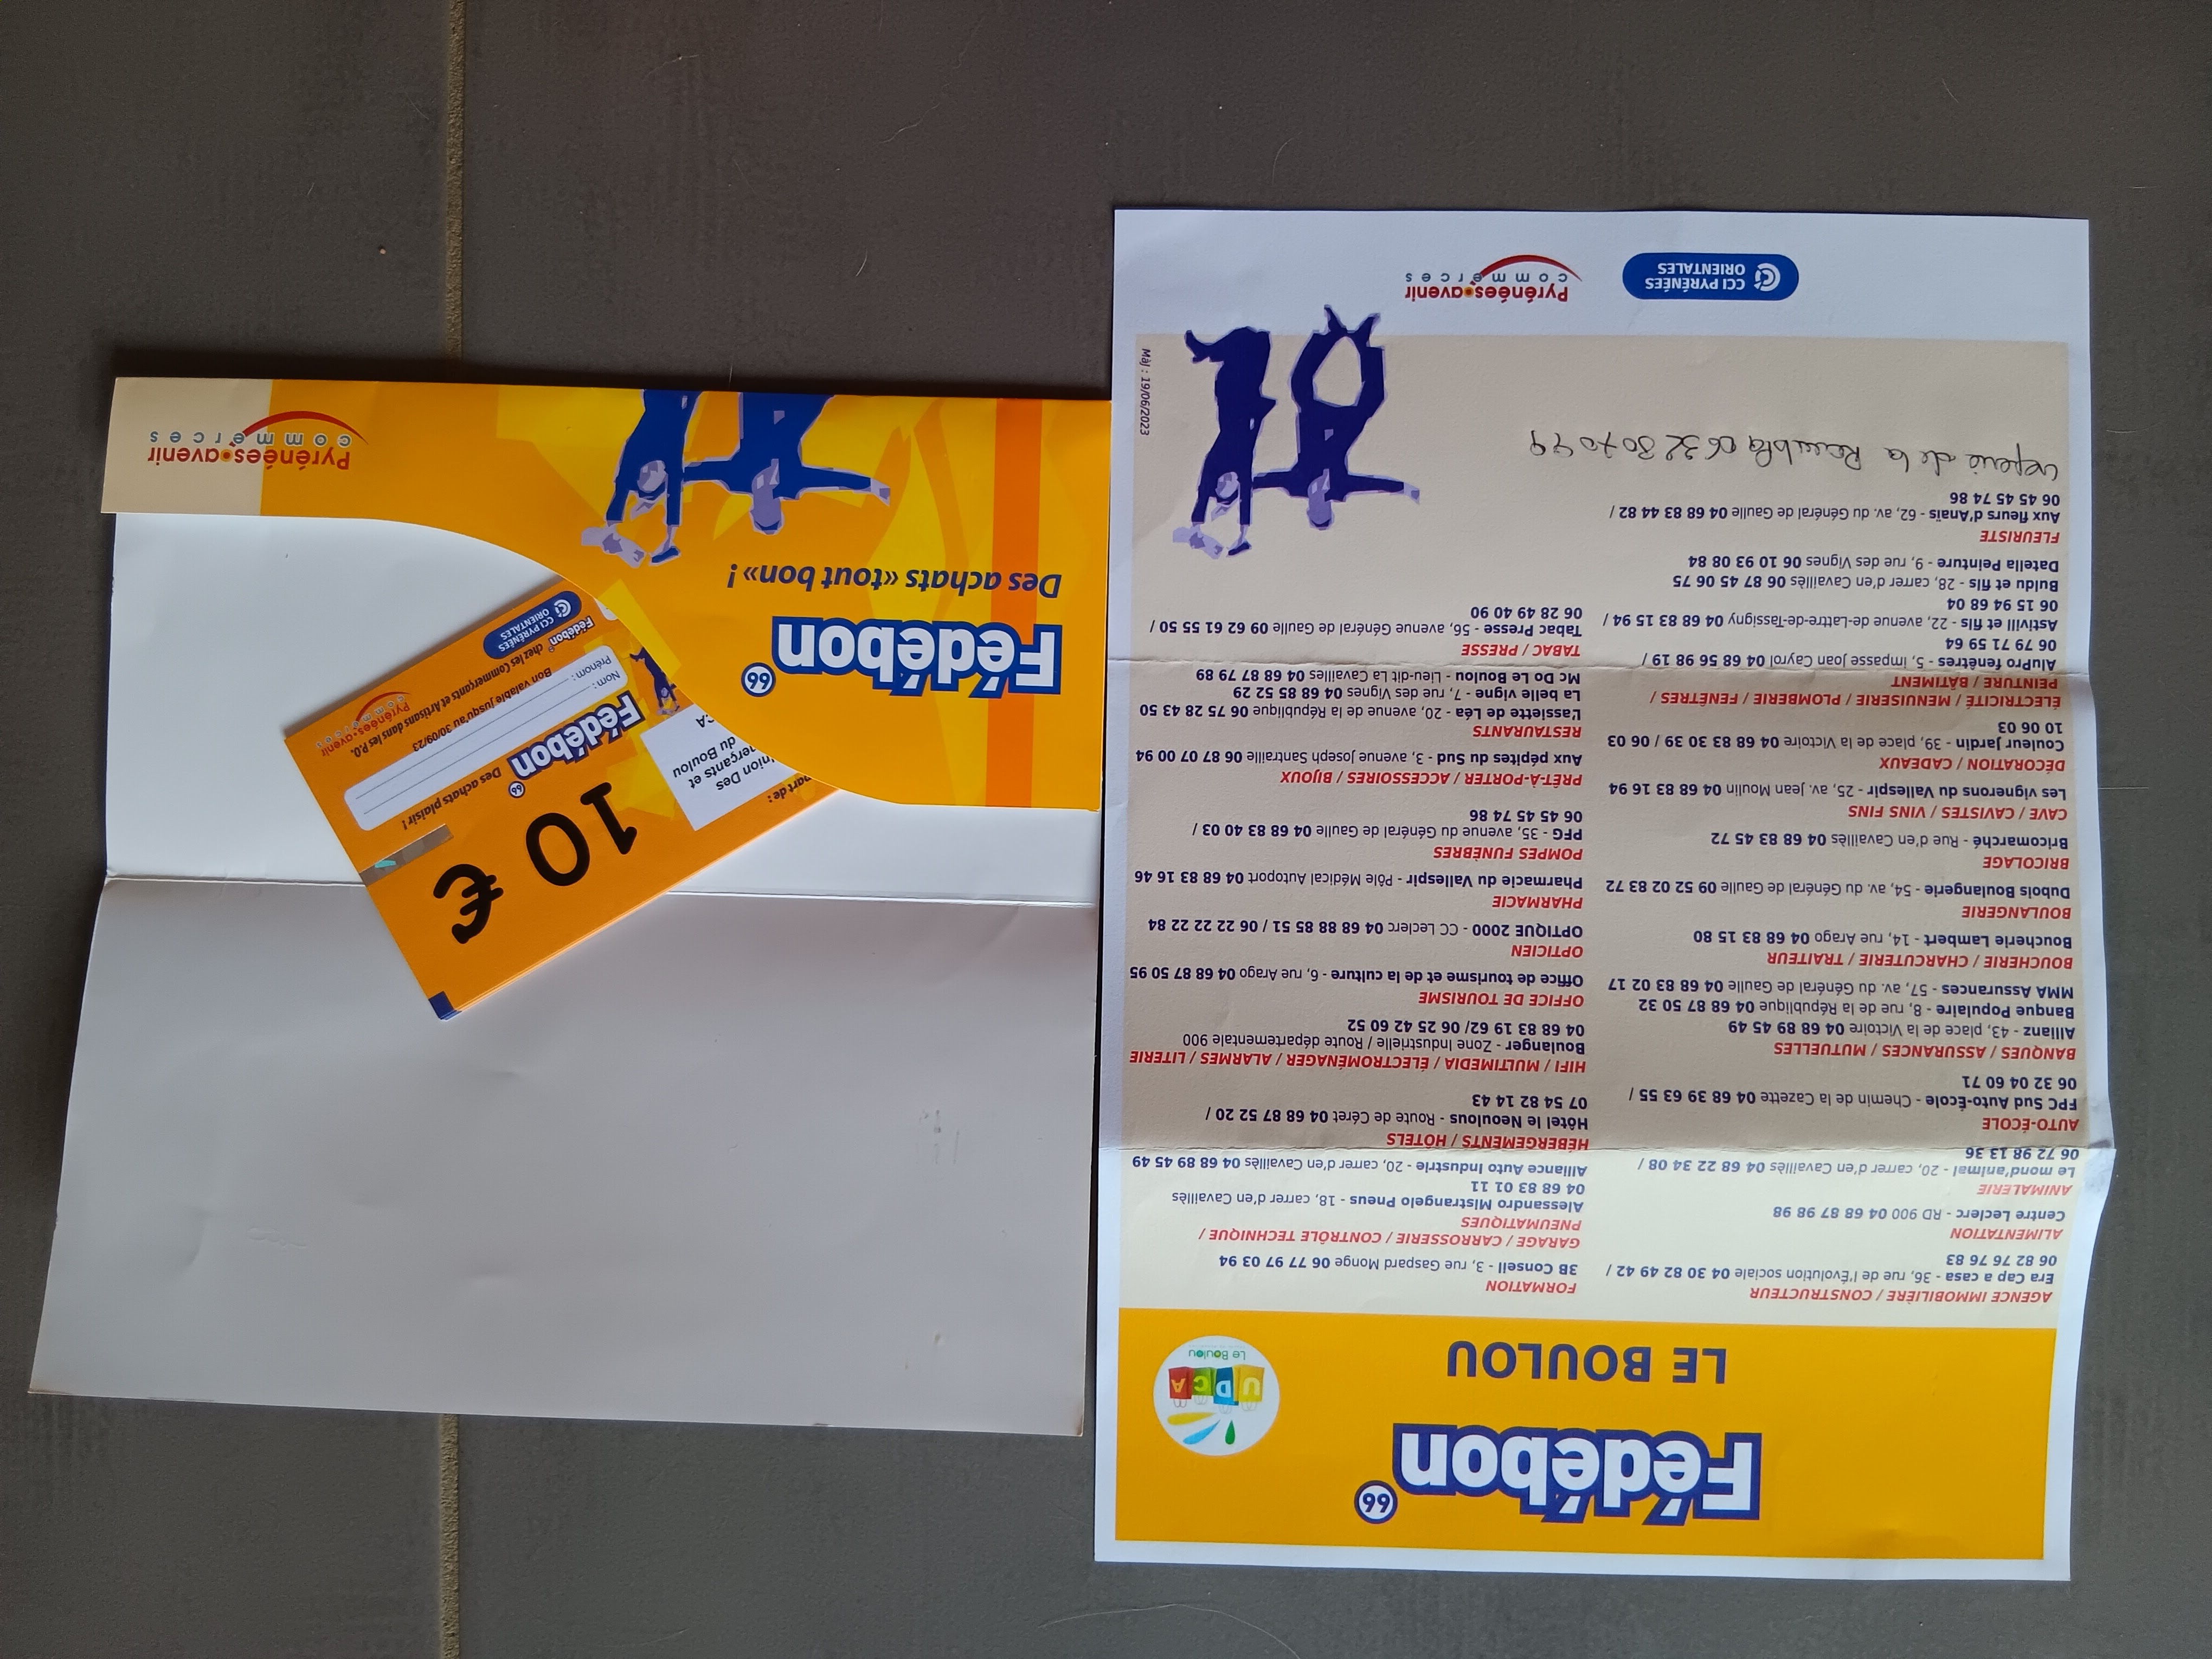 Fédébon 66
LE BOULOU
UDCA
Le Boulou
AGENCE IMMOBILIÈRE / CONSTRUCTEUR
Era Cap a casa - 36, rue de l'Évolution sociale 04 30 82 49 42 /
06 82 76 76 83
ALIMENTATION
Centre Leclerc - RD 900 04 68 87 98 98
ANIMALERIE
Le mond'animal - 20, carrer d'en Cavaillès 04 68 22 34 08 /
06 72 98 13 36
AUTO-ÉCOLE
FPC Sud Auto-École - Chemin de la Cazette 04 68 39 63 55 /
06 32 04 60 71
BANQUES / ASSURANCES / MUTUELLES
Allianz - 43, place de la Victoire 04 68 89 45 49
Banque Populaire - 8, rue de la République 04 68 87 50 32
MMA Assurances - 57, av. du Général de Gaulle 04 68 83 02 17
BOUCHERIE / CHARCUTERIE / TRAITEUR
Boucherie Lambert - 14, rue Arago 04 68 83 15 80
BOULANGERIE
Dubois Boulangerie - 54, av. du Général de Gaulle 09 52 02 83 72
BRICOLAGE
Bricomarché - Rue d'en Cavaillès 04 68 83 45 72
CAVE / CAVISTES / VINS FINS
Les vignerons du Vallespir - 25, av. Jean Moulin 04 68 83 16 94
DÉCORATION / CADEAUX
Couleur Jardin - 39, place de la Victoire 04 68 83 30 39 / 06 03
10 06 03
ÉLECTRICITÉ / MENUISERIE / PLOMBERIE / FENÊTRES /
PEINTURE / BÂTIMENT
AluPro fenêtres - 5, impasse Joan Cayrol 04 68 56 98 19 /
06 79 71 59 64
Astivill et fils - 22, avenue de-Lattre-de-Tassigny 04 68 83 15 94 /
06 15 94 68 04
Buldu et fils - 28, carrer d'en Cavaillès 06 87 45 06 75
Datella Peinture - 9, rue des Vignes 06 10 93 08 84
FLEURISTE
Aux fleurs d'Anaïs - 62, av. du Général de Gaulle 04 68 83 44 82 /
06 45 45 74 86
de la
FORMATION
3B Conseil - 3, rue Gaspard Monge 06 77 97 03 94
GARAGE / CARROSSERIE / CONTRÔLE TECHNIQUE /
PNEUMATIQUES
Alessandro Mistrangelo Pneus - 18, carrer d'en Cavaillès
04 68 83 01 11
Alliance Auto Industrie - 20, carrer d'en Cavaillès 04 68 89 45 49
HÉBERGEMENTS / HÔTELS
Hôtel le Neoulous - Route de Céret 04 68 87 52 20 /
07 54 82 14 43
HIFI / MULTIMEDIA / ÉLECTROMÉNAGER / ALARMES / LITERIE
Boulanger - Zone Industrielle / Route départementale 900
04 68 83 19 62/ 06 25 42 60 52
OFFICE DE TOURISME
Office de tourisme et de la culture - 6, rue Arago 04 68 87 50 95
OPTICIEN
OPTIQUE 2000 - CC Leclerc 04 68 88 85 51 / 06 22 22 22 84
PHARMACIE
Pharmacie du Vallespir - Pôle Médical Autoport 04 68 83 16 46
POMPES FUNÈBRES
PFG - 35, avenue du Général de Gaulle 04 68 83 40 03 /
06 45 45 74 86
PRÊT-À-PORTER / ACCESSOIRES / BIJOUX
Aux pépites du Sud - 3, avenue Joseph Santraille 06 87 07 00 94
RESTAURANTS
L'assiette de Léa - 20, avenue de la République 06 75 28 43 50
La belle vigne - 7, rue des Vignes 04 68 85 52 29
Mc Do Le Boulou - Lieu-dit La Cavailles 04 68 87 79 89
TABAC / PRESSE
Tabac Presse - 56, avenue Général de Gaulle 09 62 61 55 50 /
06 28 49 40 90
Màj : 19/06/2023
CCI PYRÉNÉES
ORIENTALES
Pyrénées•avenir
commerces
10 €
part de :
Union Des
du Boulou
Fédébon 66
Des achats plaisir !
Nom :
Prénom :
Bon valable jusqu'au 30/09/23
chez les Commerçants et Artisans dans les P.O.
Fédébon
CCI PYRÉNÉES
ORIENTALES
Pyrénées•avenir
commerces
Fédébon 66
Des achats «tout bon» !
Pyrénées•avenir
commerces